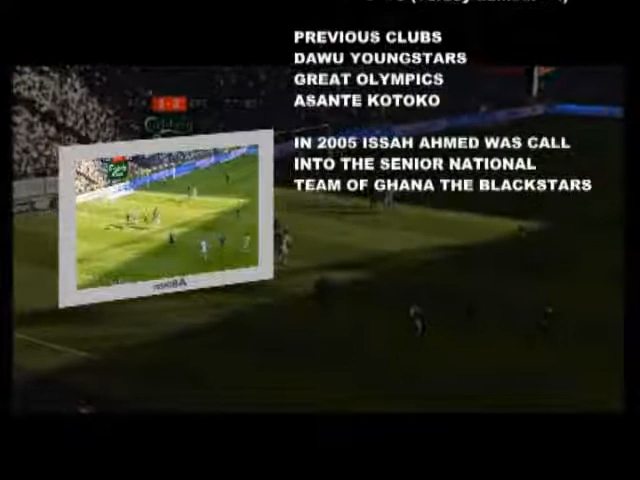 PREVIOUS CLUBS
DAWU YOUNGSTARS
GREAT OLYMPICS
ASANTE KOTOKO
IN 2005 ISSAH AHMED WAS CALL
INTO THE SENIOR NATIONAL
TEAM OF GHANA THE BLACKSTARS